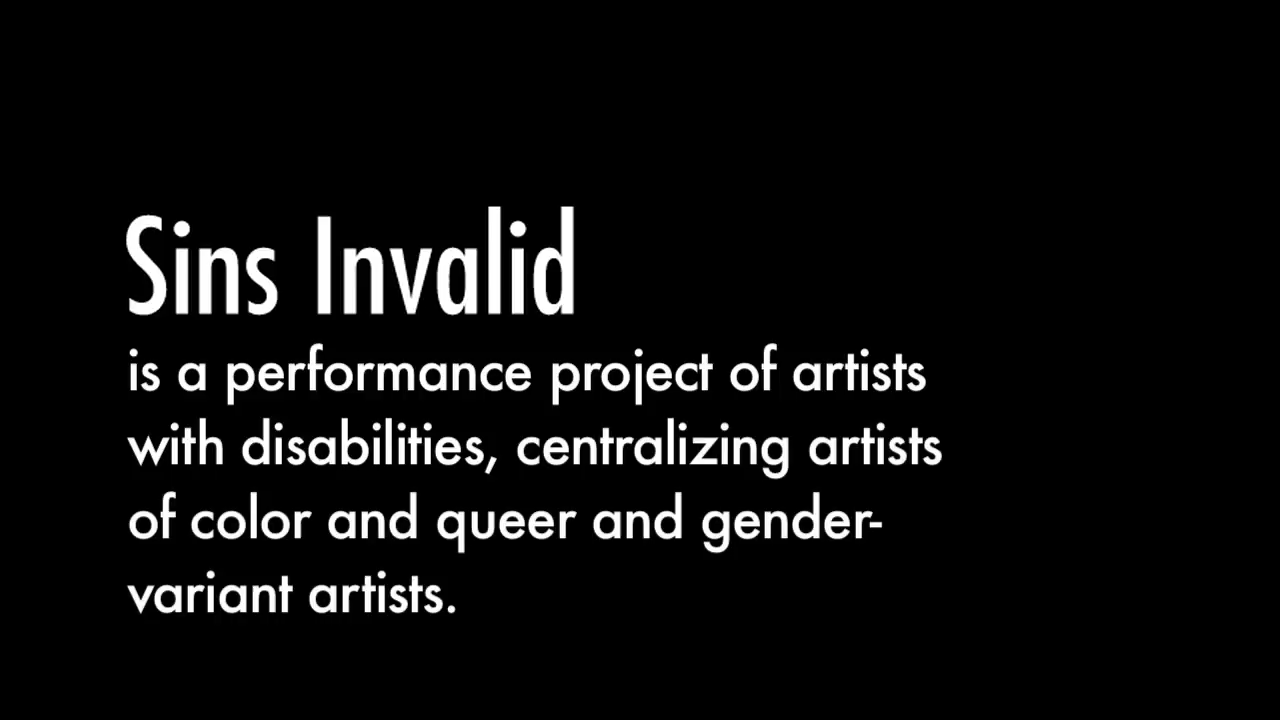 Sins Invalid
is a performance project of artists
with disabilities, centralizing artists
of color and queer and gender-
variant artists.